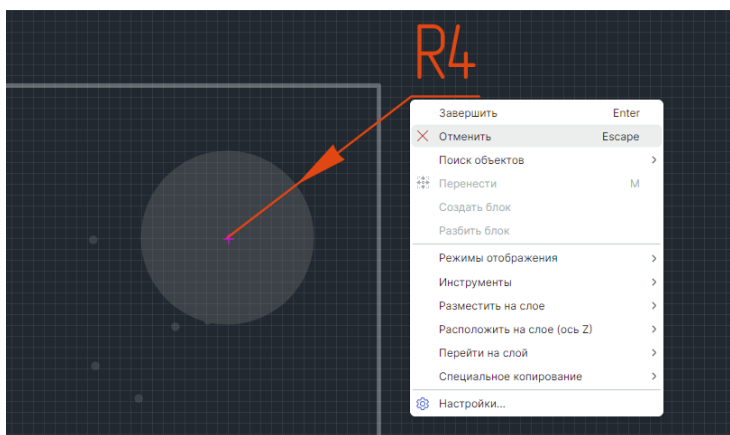 R4
Завершить Enter
Отменить Escape
Поиск объектов
Перенести M
Создать блок
Разбить блок
Режимы отображения
Инструменты
Разместить на слое
Расположить на слое (ось Z)
Перейти на слой
Специальное копирование
Настройки...